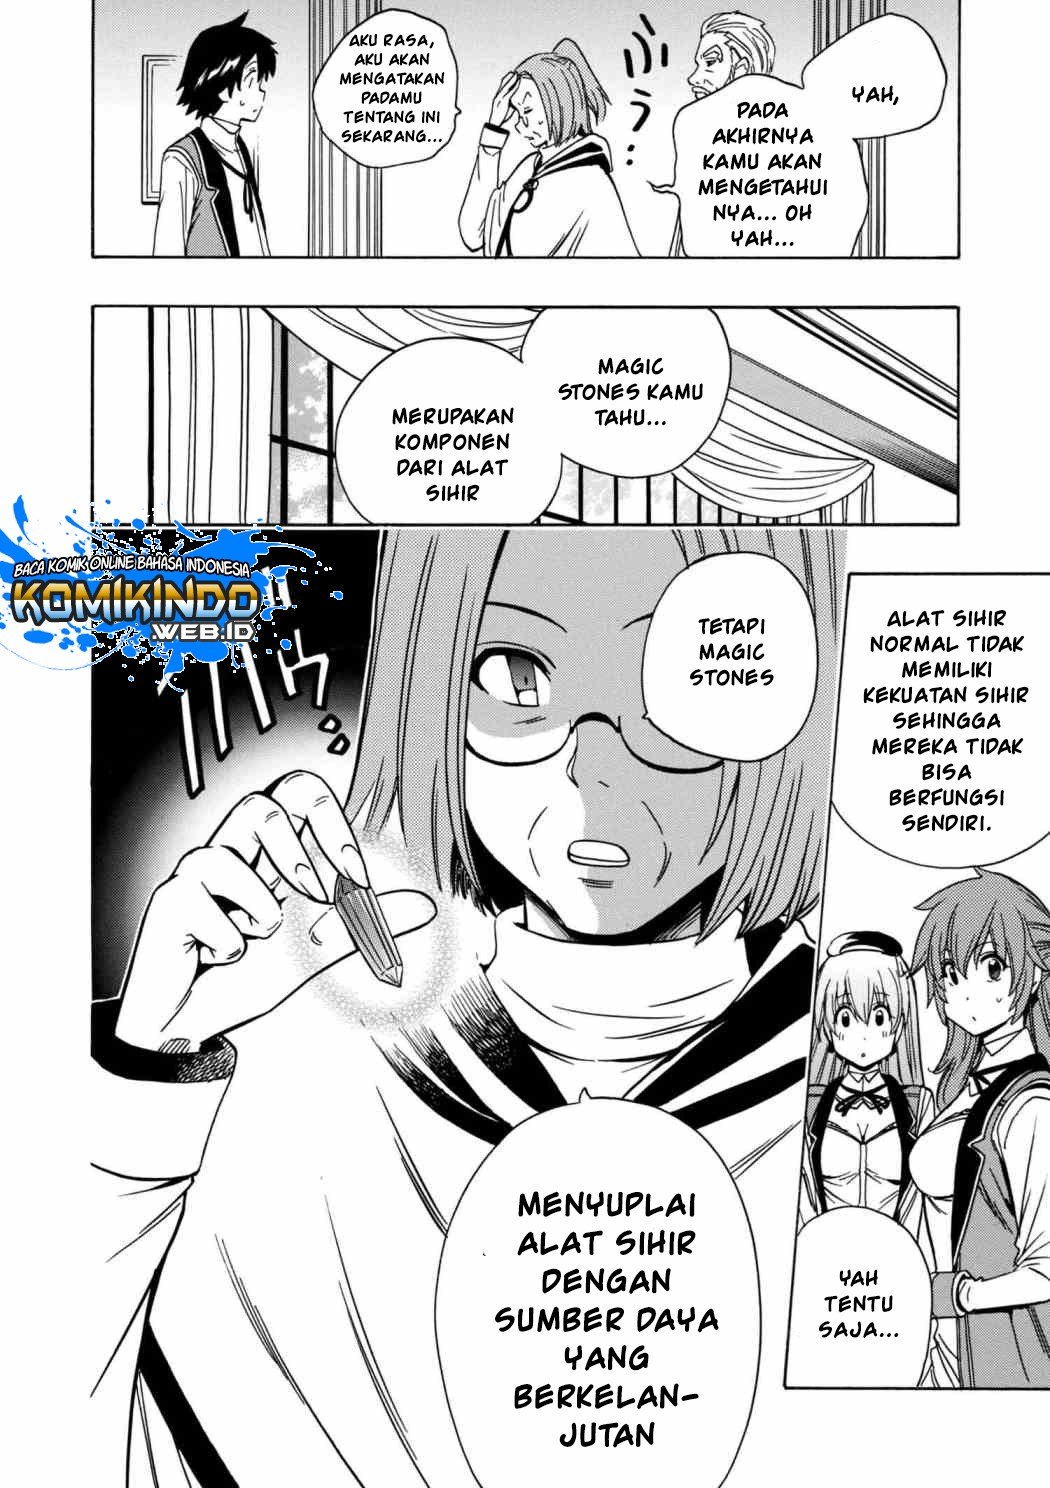 YAH,
PADA
AKHIRNYA
KAMU AKAN
MENGETAHUI
NYA... OH
YAH...
AKU RASA,
AKU AKAN
MENGATAKAN
PADAMU
TENTANG INI
SEKARANG...
MAGIC
STONES KAMU
TAHU...
MERUPAKAN
KOMPONEN
DARI ALAT
SIHIR
ALAT SIHIR
NORMAL TIDAK
MEMILIKI
KEKUATAN SIHIR
SEHINGGA
MEREKA TIDAK
BISA
BERFUNGSI
SENDIRI.
YAH
TENTU
SAJA...
TETAPI
MAGIC
STONES
MENYUPLAI
ALAT SIHIR
DENGAN
SUMBER DAYA
YANG
BERKELAN-
JUTAN
BACA KOMIK ONLINE BAHASA INDONESIA
KOMIKINDO
WEB.ID